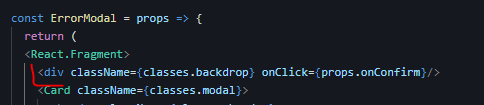 const ErrorModal = props => {
return (
<React.Fragment>
<div className={classes.backdrop} onClick={props.onConfirm}/>
<Card className={classes.modal}>